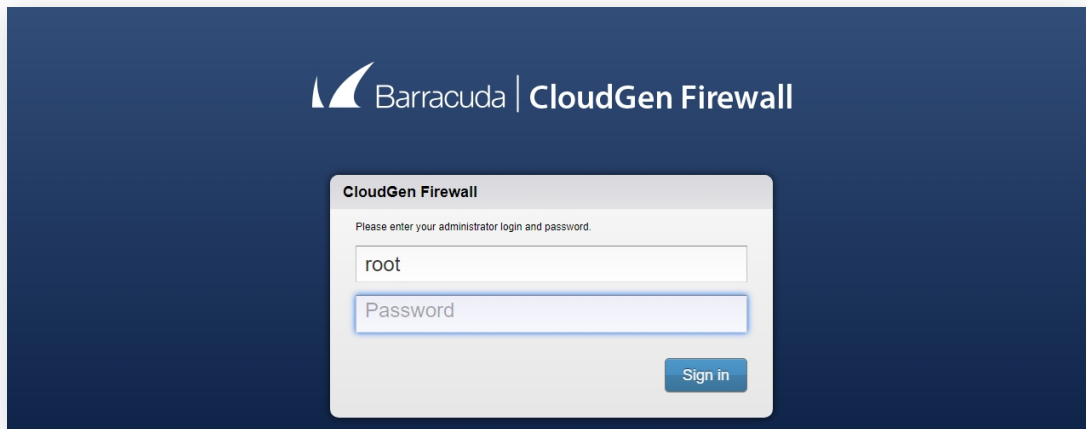 Barracuda | CloudGen Firewall
CloudGen Firewall
Please enter your administrator login and password.
root
Password
Sign in